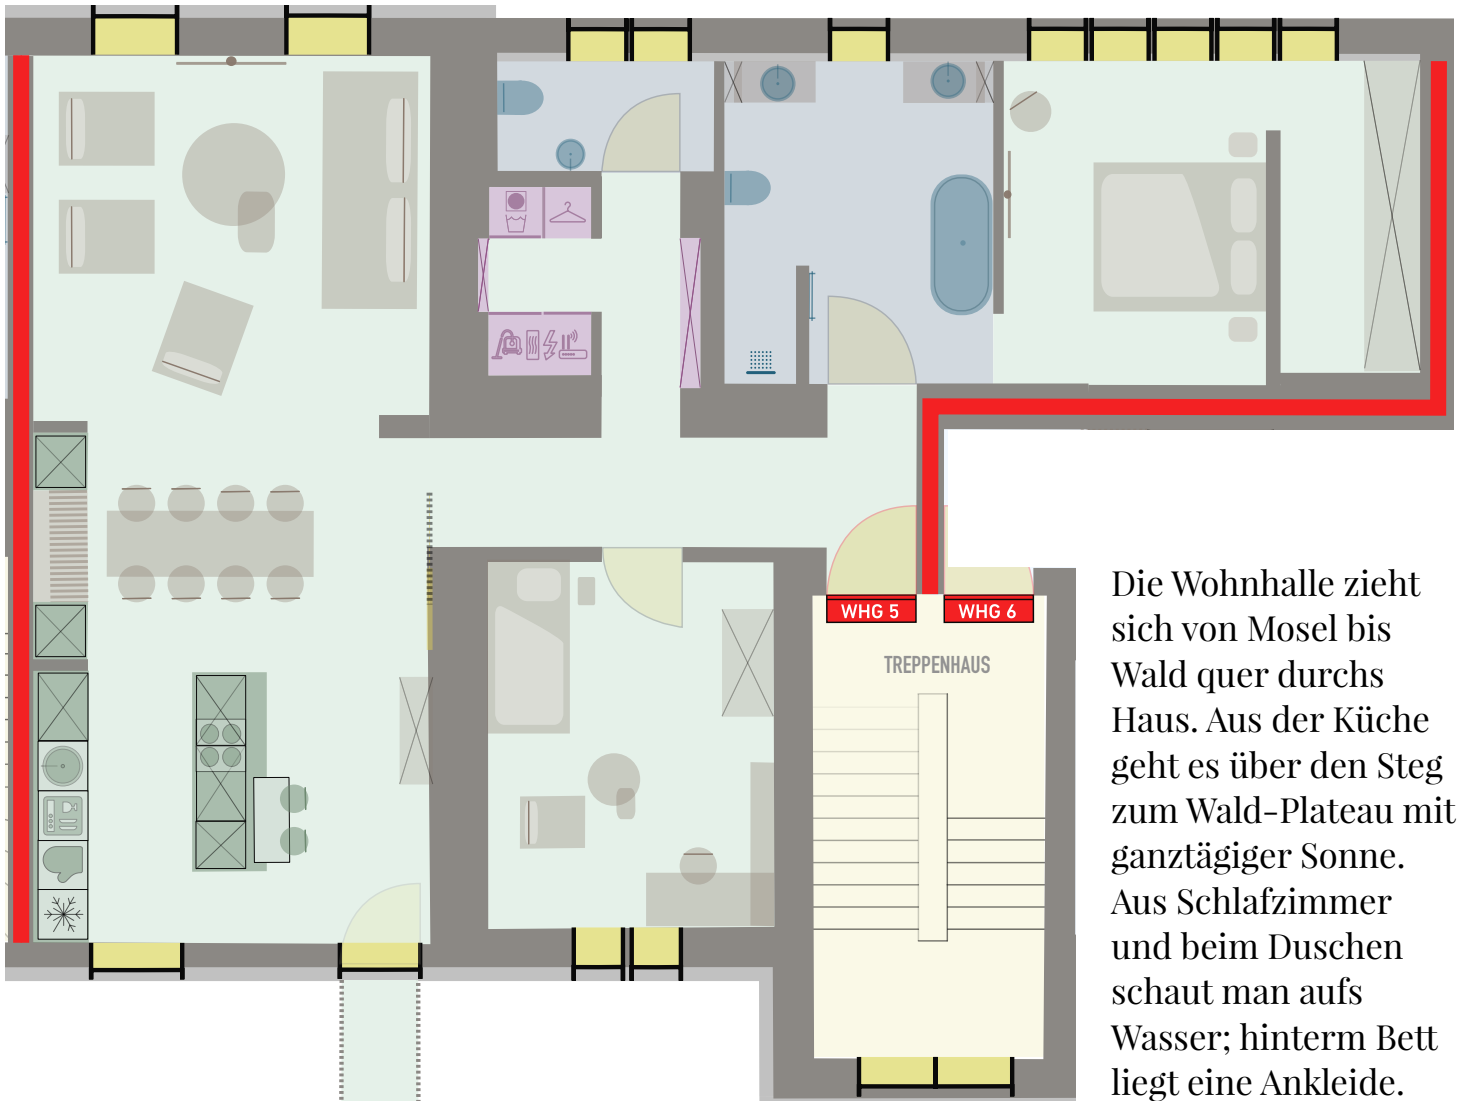 WHG 5
WHG 6
TREPPENHAUS
Die Wohnhalle zieht
sich von Mosel bis
Wald quer durchs
Haus. Aus der Küche
geht es über den Steg
zum Wald-Plateau mit
ganztägiger Sonne.
Aus Schlafzimmer
und beim Duschen
schaut man aufs
Wasser; hinterm Bett
liegt eine Ankleide.